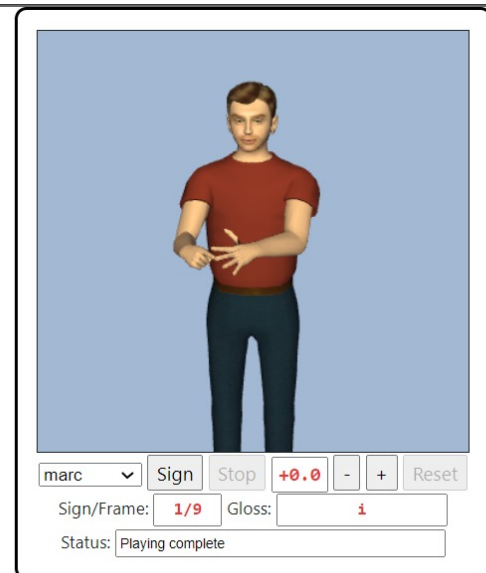 marc Sign Stop +0.0 - + Reset
Sign/Frame: 1/9 Gloss: i
Status: Playing complete